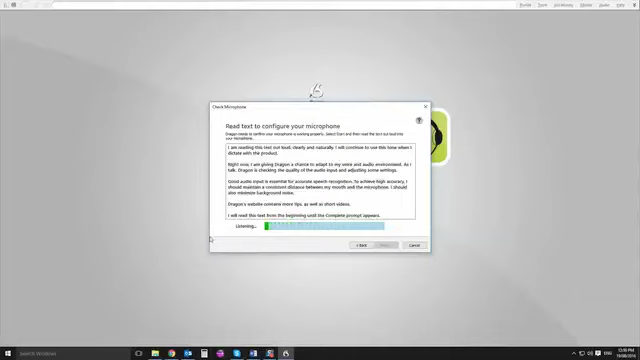 Profile Tools Vocabulary Modes Audio Help
Check Microphone
Read text to configure your microphone
Dragon needs to confirm your microphone is working properly. Select Start and then read the text out loud into
your microphone.
I am reading this text out loud, clearly and naturally. I will continue to use this tone when I
dictate with the product.
Right now, I am giving Dragon a chance to adapt to my voice and audio environment. As I
talk, Dragon is checking the quality of the audio input and adjusting some settings.
Good audio input is essential for accurate speech recognition. To achieve high accuracy, I
should maintain a consistent distance between my mouth and the microphone. I should
also minimize background noise.
Dragon's website contains more tips, as well as short videos.
I will read this text from the beginning until the Complete prompt appears.
Listening...
< Back
Cancel
Search Windows
ENG